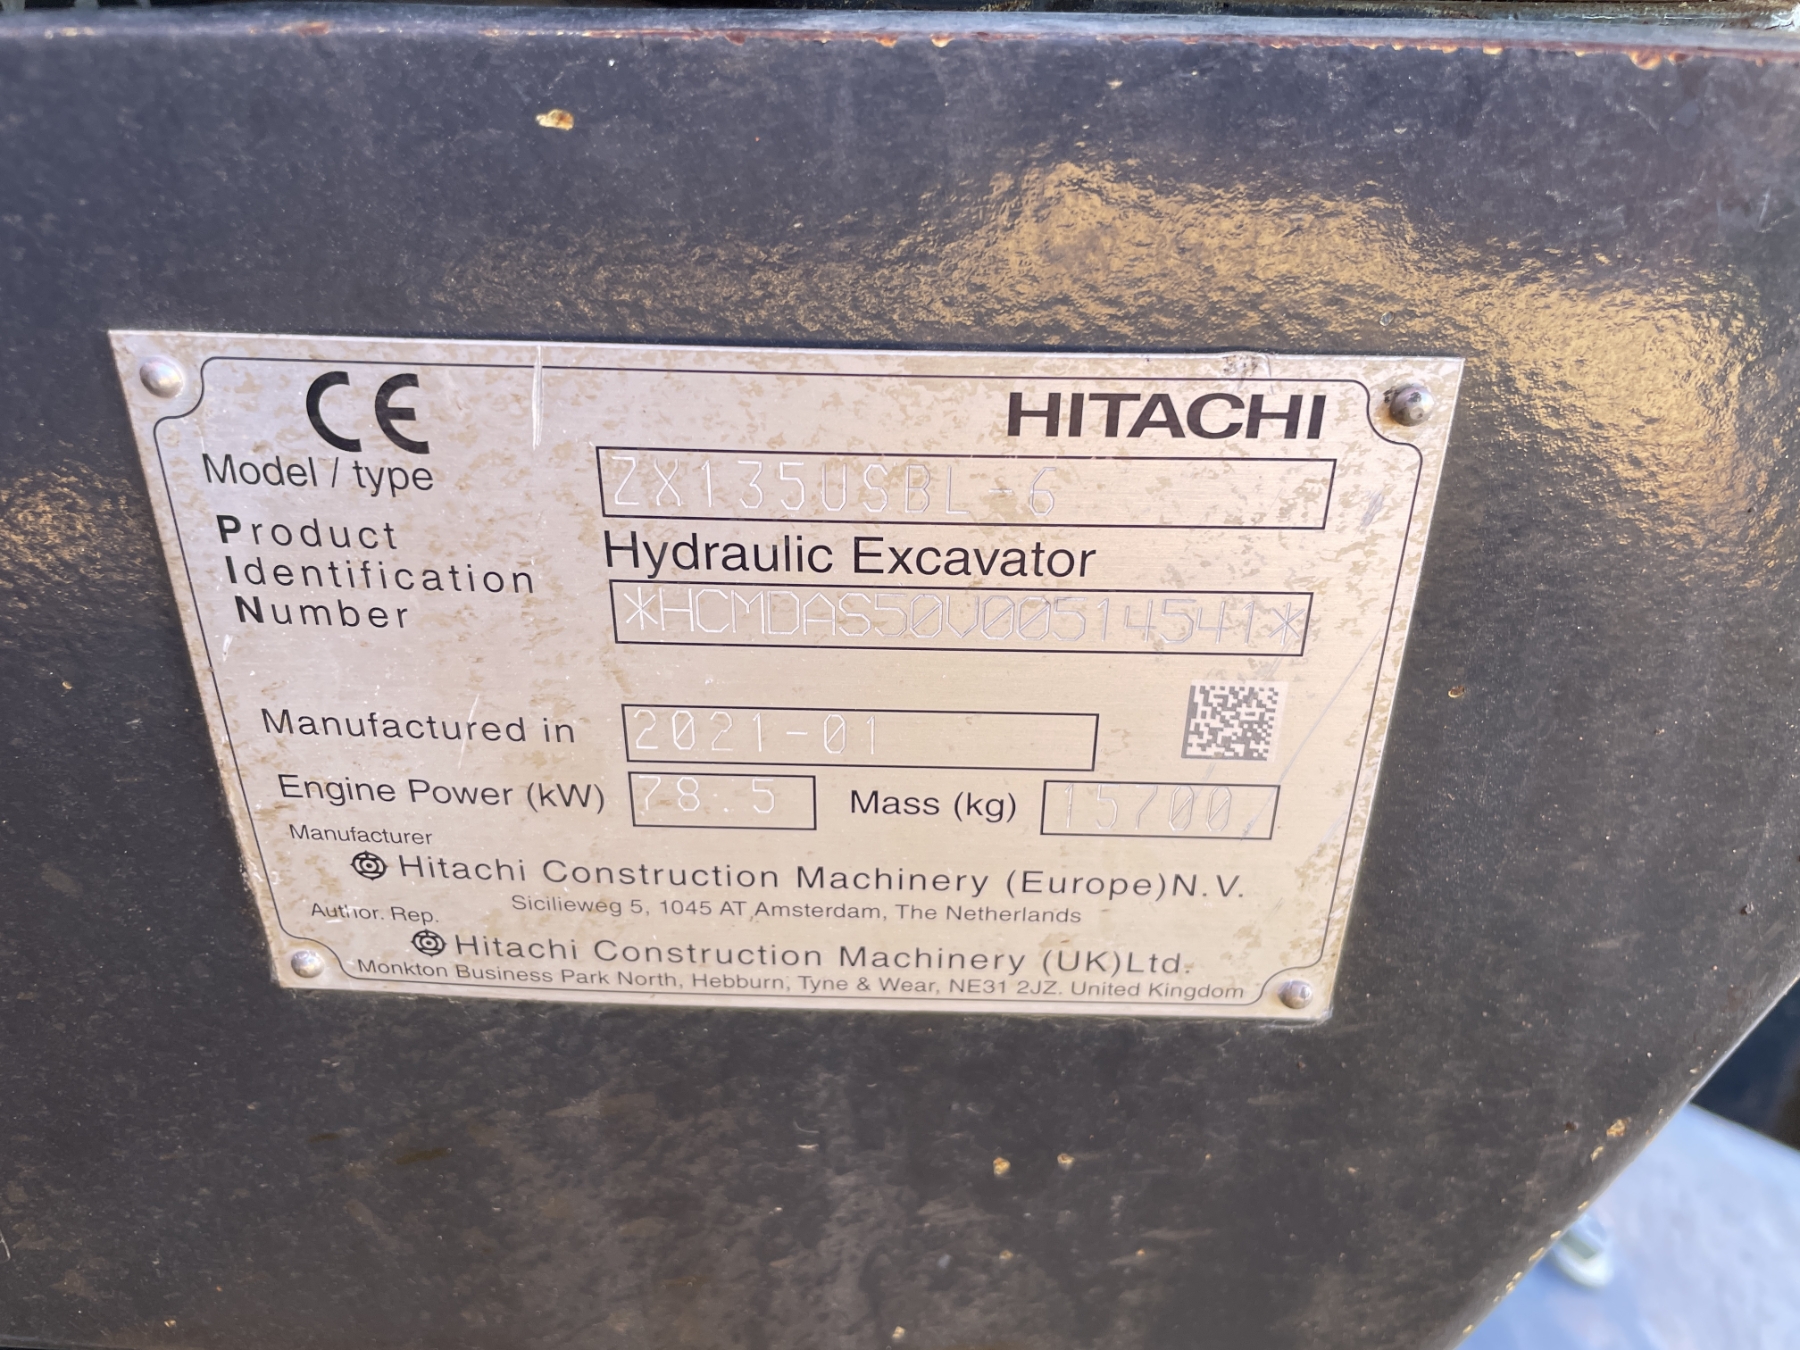 CE HITACHI
Model / type ZX135USBL-6
Product Hydraulic Excavator
Identification
Number *HCMDAS50V00514541*
Manufactured in 2021-01
Engine Power (kW) 78.5 Mass (kg) 15700
Manufacturer
Hitachi Construction Machinery (Europe)N.V.
Sicilieweg 5, 1045 AT Amsterdam, The Netherlands
Author. Rep.
Hitachi Construction Machinery (UK)Ltd.
Monkton Business Park North, Hebburn, Tyne & Wear, NE31 2JZ. United Kingdom